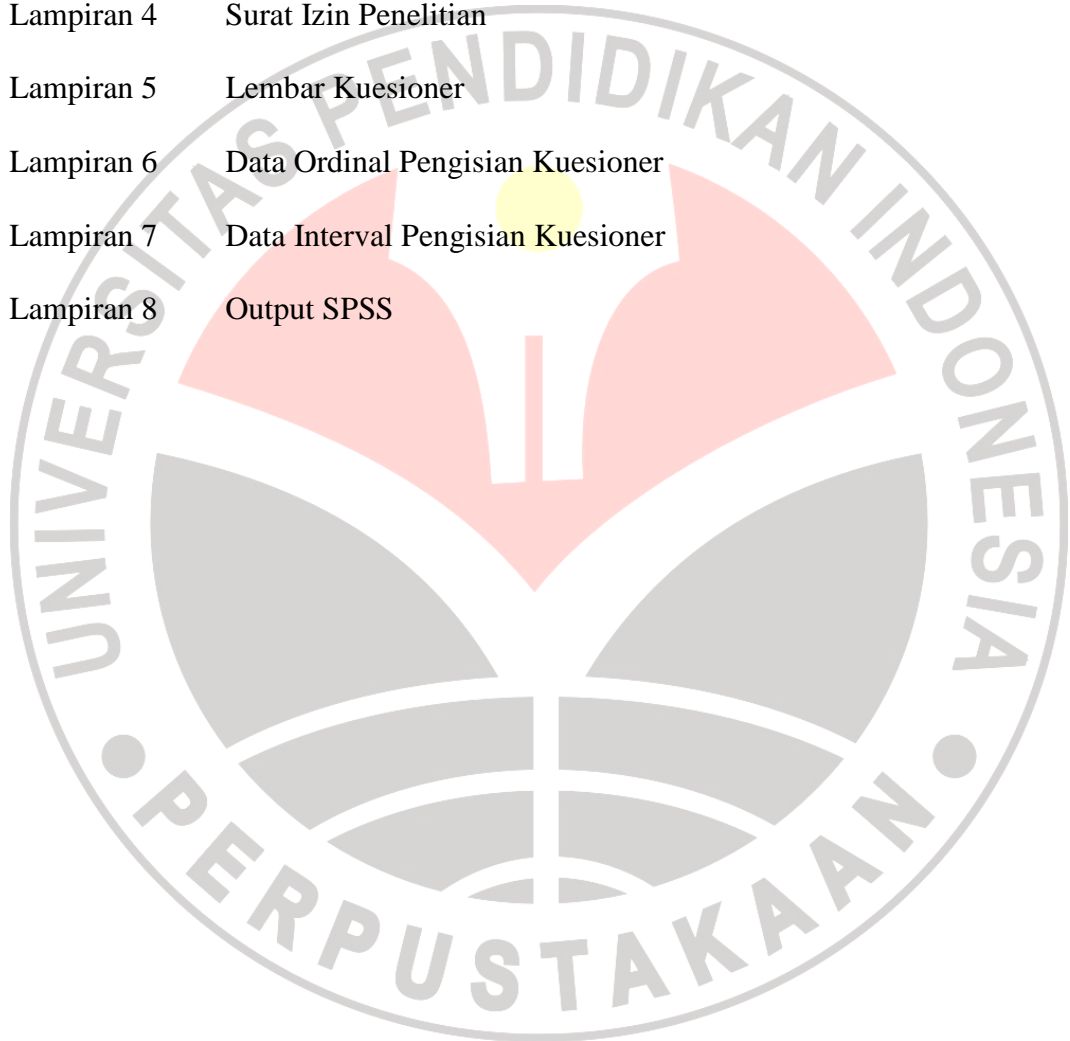 Lampiran 4 Surat Izin Penelitian
Lampiran 5 Lembar Kuesioner
Lampiran 6 Data Ordinal Pengisian Kuesioner
Lampiran 7 Data Interval Pengisian Kuesioner
Lampiran 8 Output SPSS
UNIVERSITAS PENDIDIKAN INDONESIA
PERPUSTAKAAN